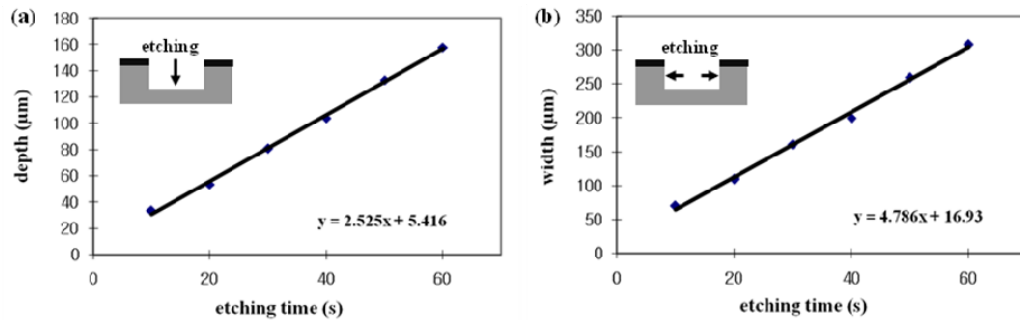 (a)
180
160
140
120
100
80
60
40
20
0
depth (µm)
etching
y = 2.525x + 5.416
0 20 40 60
etching time (s)
(b)
350
300
250
200
150
100
50
0
width (µm)
etching
y = 4.786x + 16.93
0 20 40 60
etching time (s)